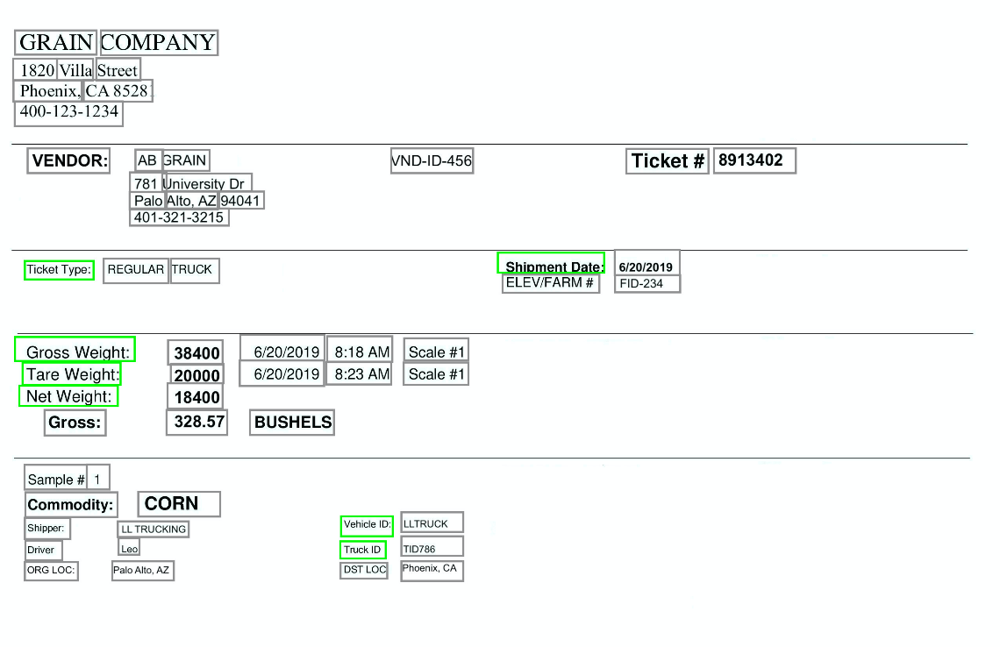 GRAIN COMPANY
1820 Villa Street
Phoenix, CA 85281
400-123-1234
VENDOR: AB GRAIN VND-ID-456 Ticket # 8913402
781 University Dr
Palo Alto, AZ 94041
401-321-3215
Ticket Type: REGULAR TRUCK Shipment Date: 6/20/2019
ELEV/FARM # FID-234
Gross Weight: 38400 6/20/2019 8:18 AM Scale #1
Tare Weight: 20000 6/20/2019 8:23 AM Scale #1
Net Weight: 18400
Gross: 328.57 BUSHELS
Sample # 1
Commodity: CORN
Shipper: LL TRUCKING Vehicle ID: LLTRUCK
Driver Leo Truck ID TID786
ORG LOC: Palo Alto, AZ DST LOC Phoenix, CA